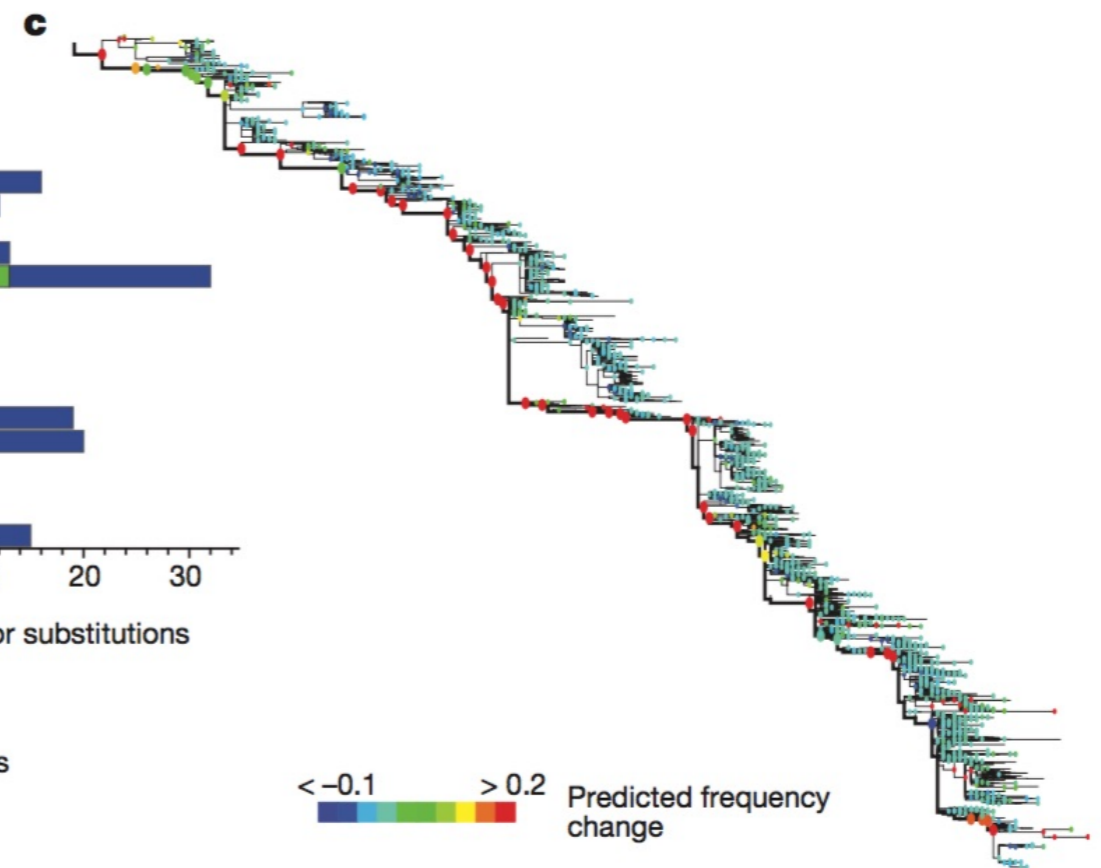 c
20 30
or substitutions
s
< –0.1 > 0.2
Predicted frequency
change